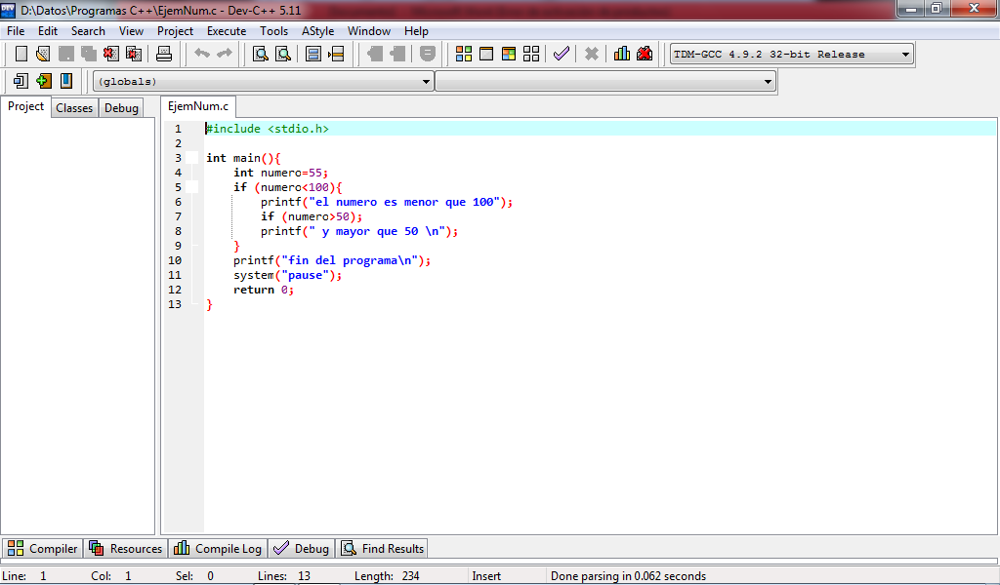 D:\Datos\Programas C++\EjemNum.c - Dev-C++ 5.11
File Edit Search View Project Execute Tools AStyle Window Help
TDM-GCC 4.9.2 32-bit Release
(globals)
Project Classes Debug EjemNum.c
1 #include <stdio.h>
2
3 int main(){
4 int numero=55;
5 if (numero<100){
6 printf("el numero es menor que 100");
7 if (numero>50);
8 printf(" y mayor que 50 \n");
9 }
10 printf("fin del programa\n");
11 system("pause");
12 return 0;
13 }
Compiler Resources Compile Log Debug Find Results
Line: 1 Col: 1 Sel: 0 Lines: 13 Length: 234 Insert Done parsing in 0.062 seconds